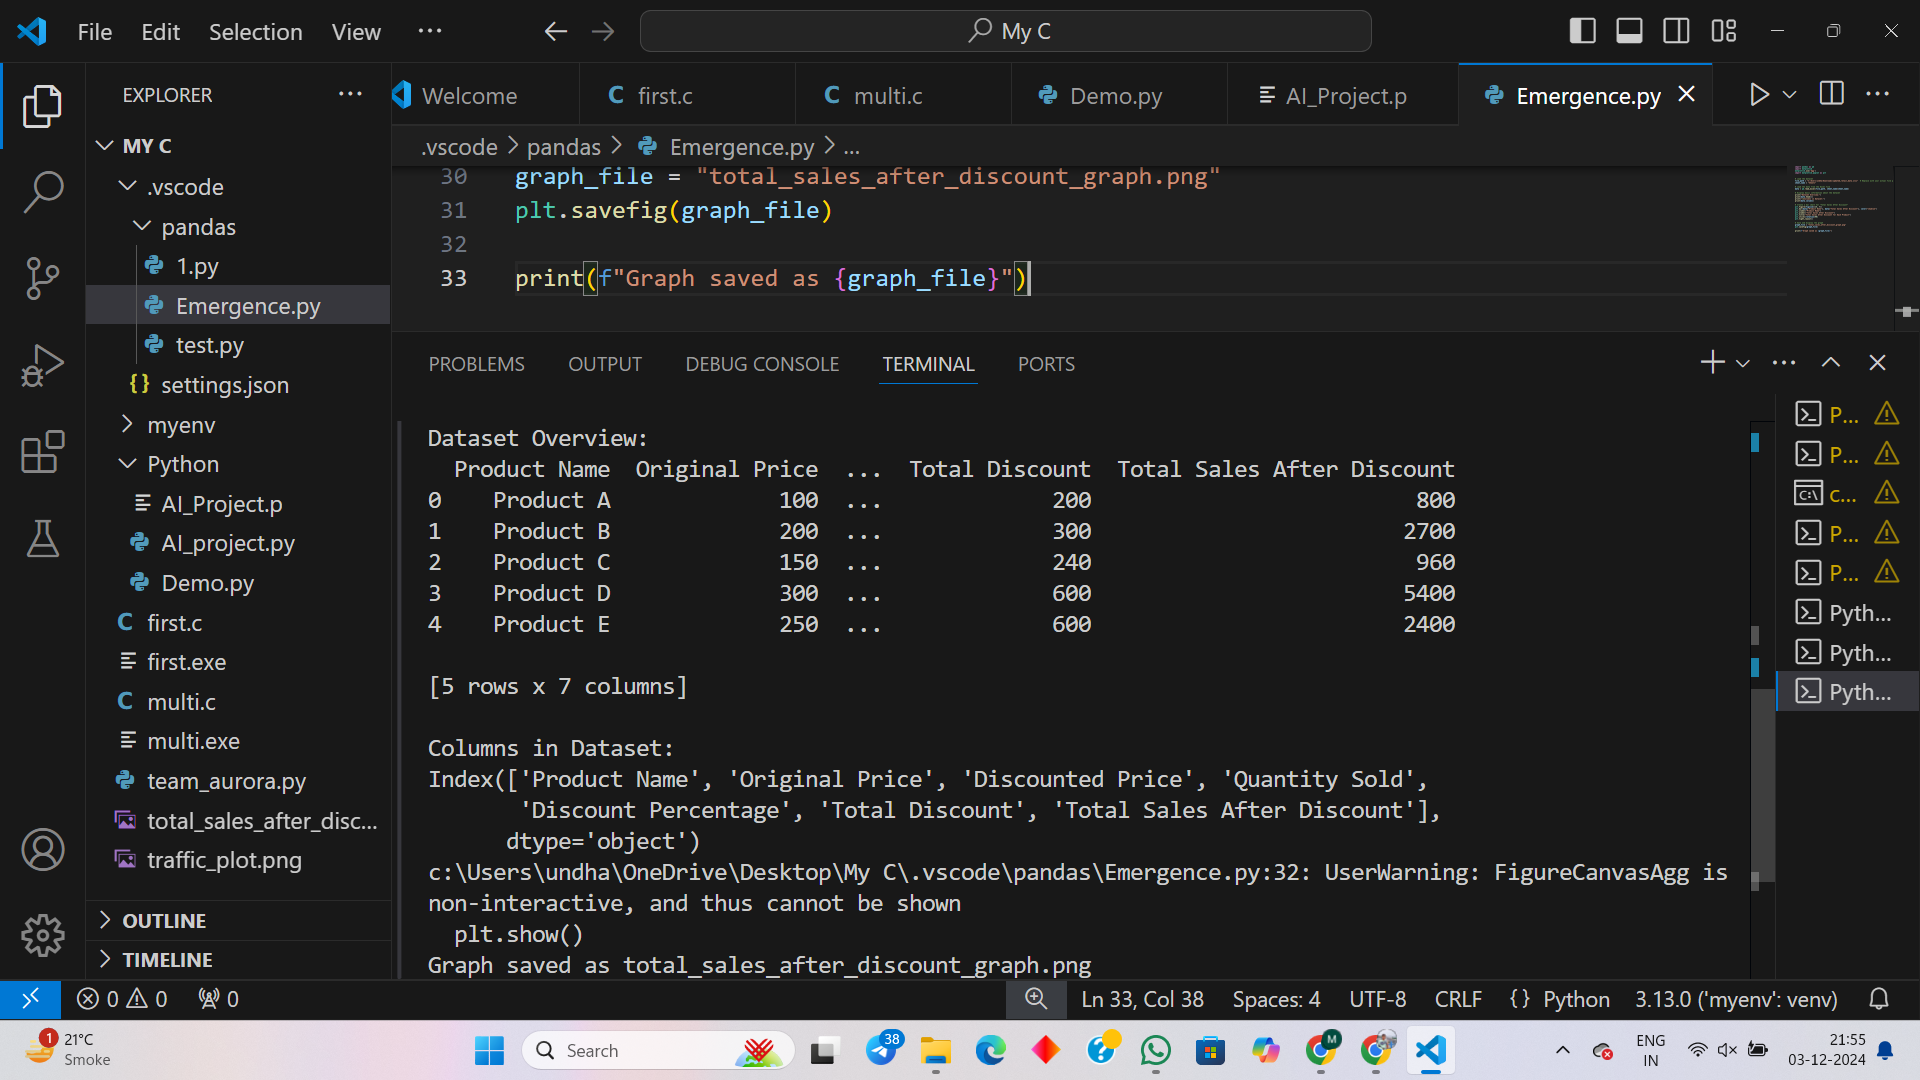 File Edit Selection View ...
My C
EXPLORER
MY C
.vscode
pandas
1.py
Emergence.py
test.py
settings.json
myenv
Python
AI_Project.p
AI_project.py
Demo.py
first.c
first.exe
multi.c
multi.exe
team_aurora.py
total_sales_after_disc...
traffic_plot.png
OUTLINE
TIMELINE
Welcome
C first.c
C multi.c
Demo.py
AI_Project.p
Emergence.py
.vscode > pandas > Emergence.py > ...
30 graph_file = "total_sales_after_discount_graph.png"
31 plt.savefig(graph_file)
32
33 print(f"Graph saved as {graph_file}")
PROBLEMS OUTPUT DEBUG CONSOLE TERMINAL PORTS
Dataset Overview:
Product Name Original Price ... Total Discount Total Sales After Discount
0 Product A 100 ... 200 800
1 Product B 200 ... 300 2700
2 Product C 150 ... 240 960
3 Product D 300 ... 600 5400
4 Product E 250 ... 600 2400
[5 rows x 7 columns]
Columns in Dataset:
Index(['Product Name', 'Original Price', 'Discounted Price', 'Quantity Sold',
'Discount Percentage', 'Total Discount', 'Total Sales After Discount'],
dtype='object')
c:\Users\undha\OneDrive\Desktop\My C\.vscode\pandas\Emergence.py:32: UserWarning: FigureCanvasAgg is
non-interactive, and thus cannot be shown
plt.show()
Graph saved as total_sales_after_discount_graph.png
P...
P...
c...
P...
P...
Pyth...
Pyth...
Pyth...
0 0 0
Ln 33, Col 38 Spaces: 4 UTF-8 CRLF {} Python 3.13.0 ('myenv': venv)
1
21°C
Smoke
Search
38
M
ENG
IN
21:55
03-12-2024